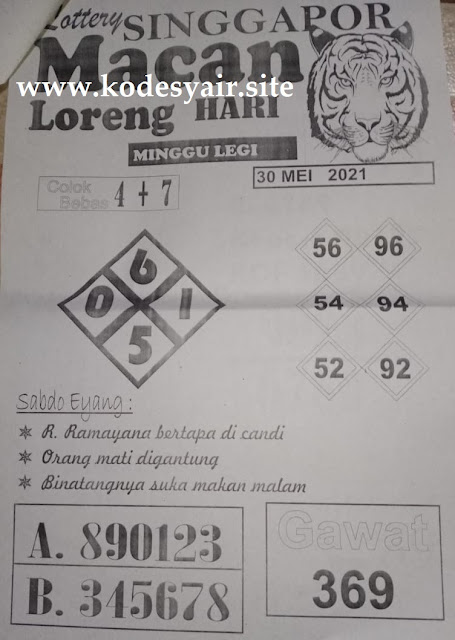 Lottery SINGGAPOR
Macan
www.kodesyair.site
Loreng HARI
MINGGU LEGI
30 MEI 2021
Colok
Bebas 4 + 7
6
0 1
5
56 96
54 94
52 92
Sabdo Eyang :
R. Ramayana bertapa di candi
Orang mati digantung
Binatangnya suka makan malam
A. 890123
B. 345678
Gawat
369